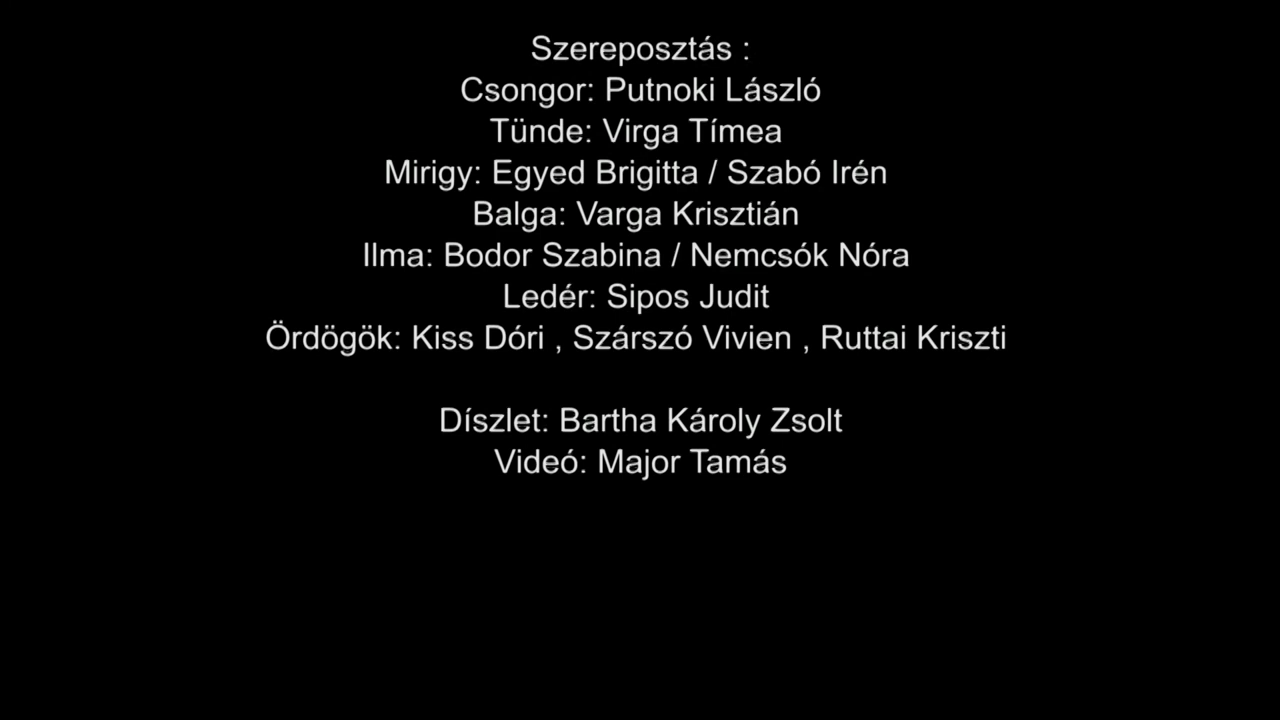 Szereposztás :
Csongor: Putnoki László
Tünde: Virga Tímea
Mirigy: Egyed Brigitta / Szabó Irén
Balga: Varga Krisztián
Ilma: Bodor Szabina / Nemcsók Nóra
Ledér: Sipos Judit
Ördögök: Kiss Dóri , Szárszó Vivien , Ruttai Kriszti
Díszlet: Bartha Károly Zsolt
Videó: Major Tamás